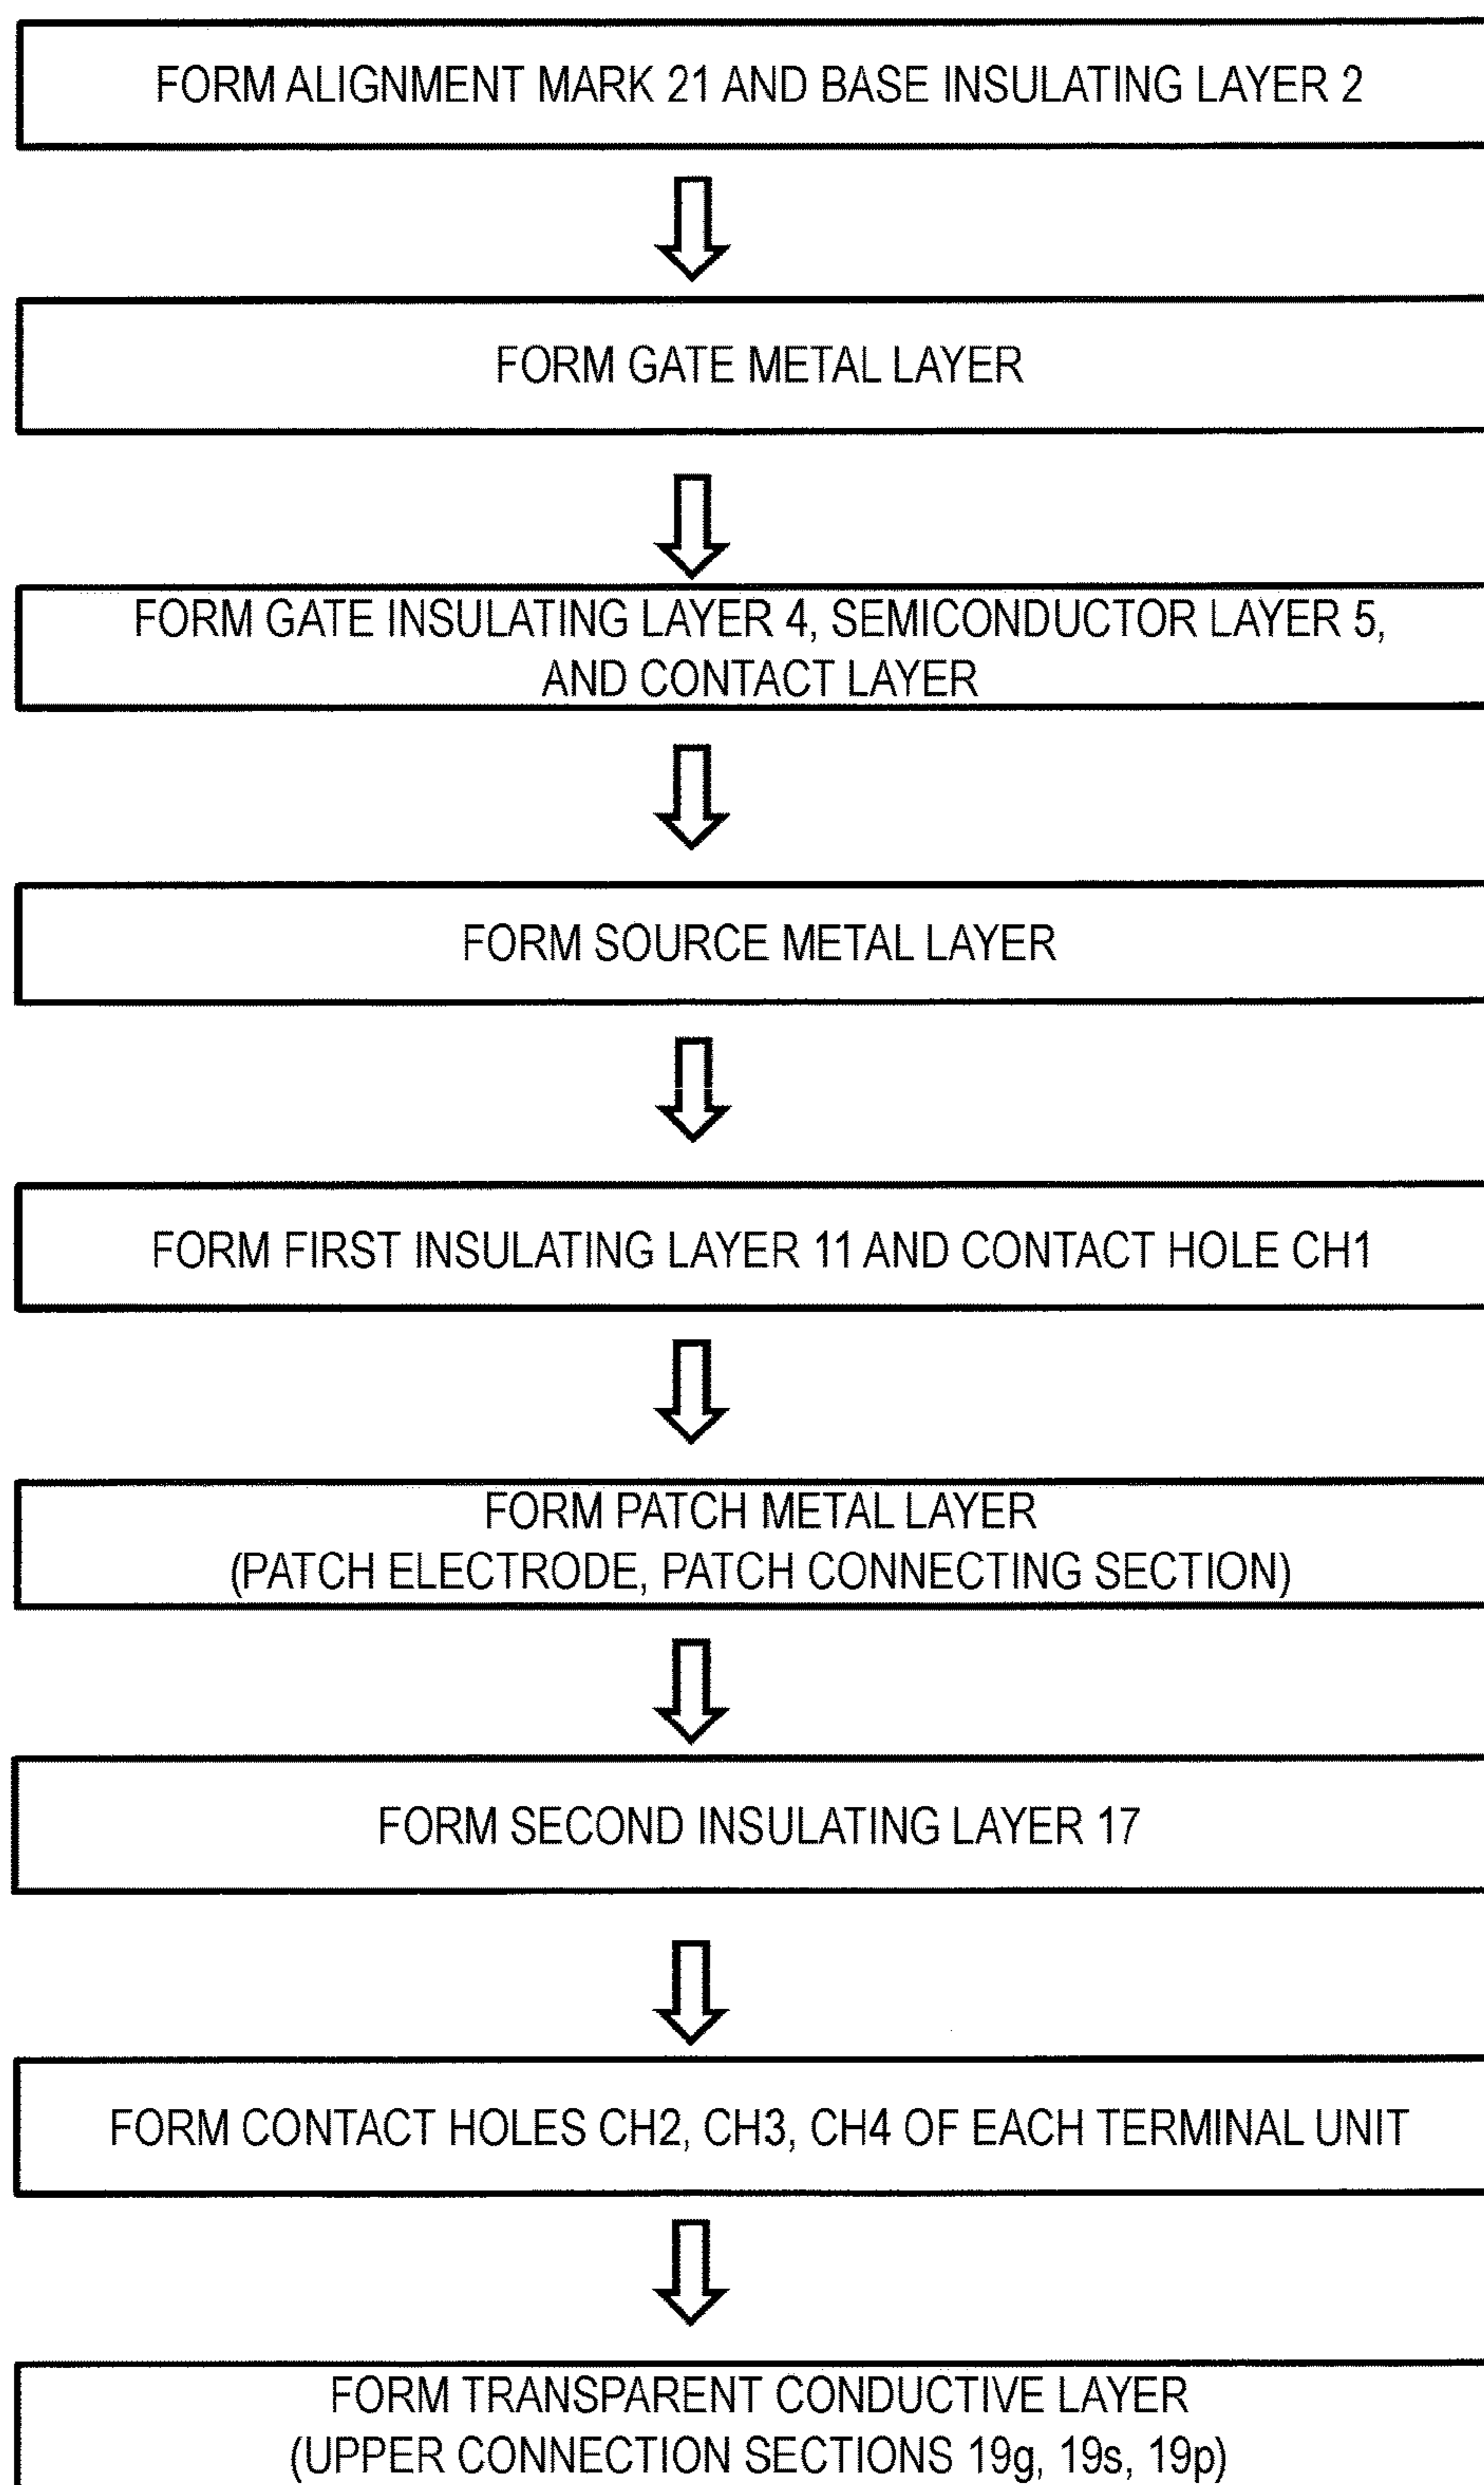 FORM ALIGNMENT MARK 21 AND BASE INSULATING LAYER 2
FORM GATE METAL LAYER
FORM GATE INSULATING LAYER 4, SEMICONDUCTOR LAYER 5,
AND CONTACT LAYER
FORM SOURCE METAL LAYER
FORM FIRST INSULATING LAYER 11 AND CONTACT HOLE CH1
FORM PATCH METAL LAYER
(PATCH ELECTRODE, PATCH CONNECTING SECTION)
FORM SECOND INSULATING LAYER 17
FORM CONTACT HOLES CH2, CH3, CH4 OF EACH TERMINAL UNIT
FORM TRANSPARENT CONDUCTIVE LAYER
(UPPER CONNECTION SECTIONS 19g, 19s, 19p)